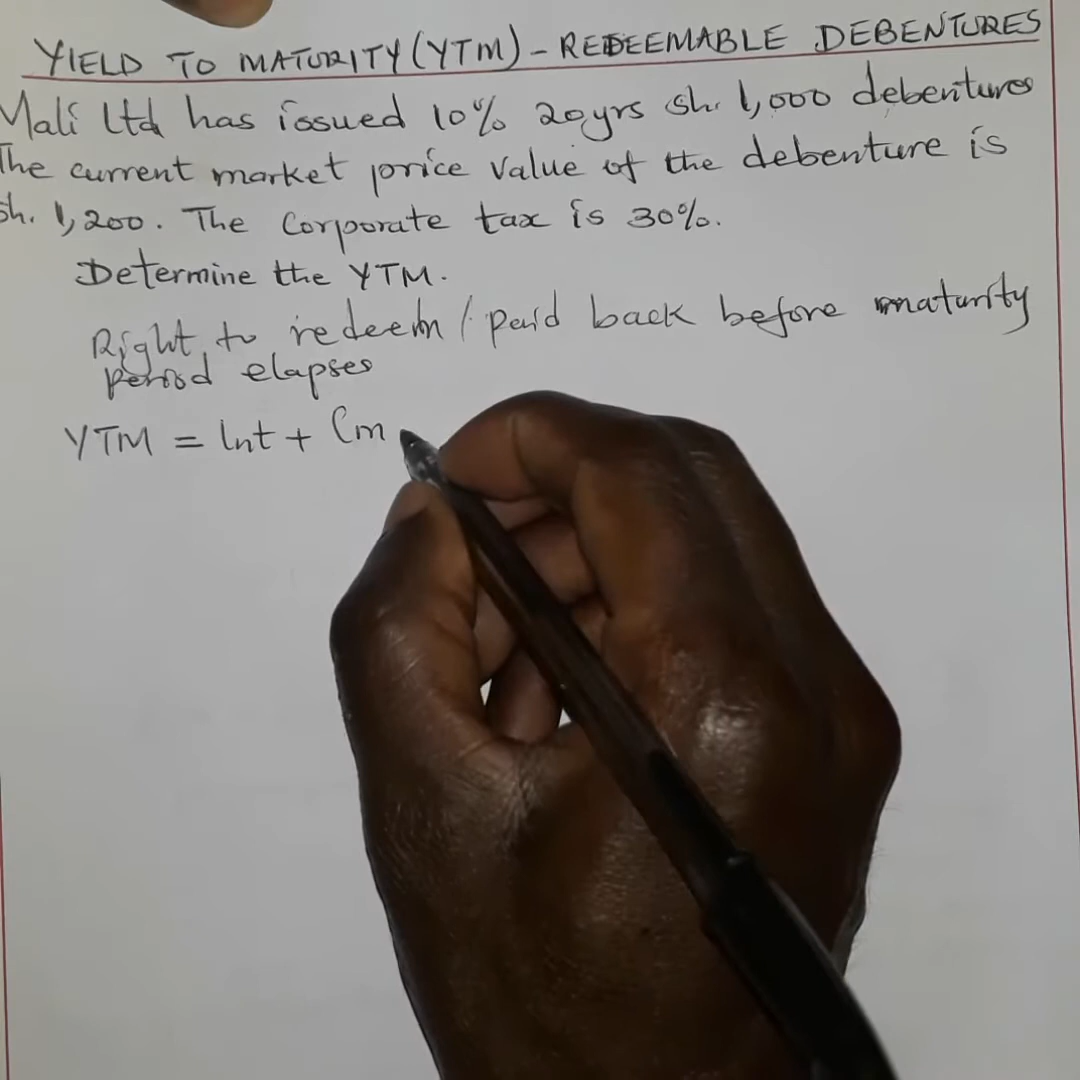 YIELD TO MATURITY (YTM) - REDEEMABLE DEBENTURES
Mali Ltd has issued 10% 20yrs sh. 1,000 debentures
The current market price value of the debenture is
sh. 1,200. The Corporate tax is 30%.
Determine the YTM.
Right to redeem / paid back before maturity
period elapses
YTM = Int + (m